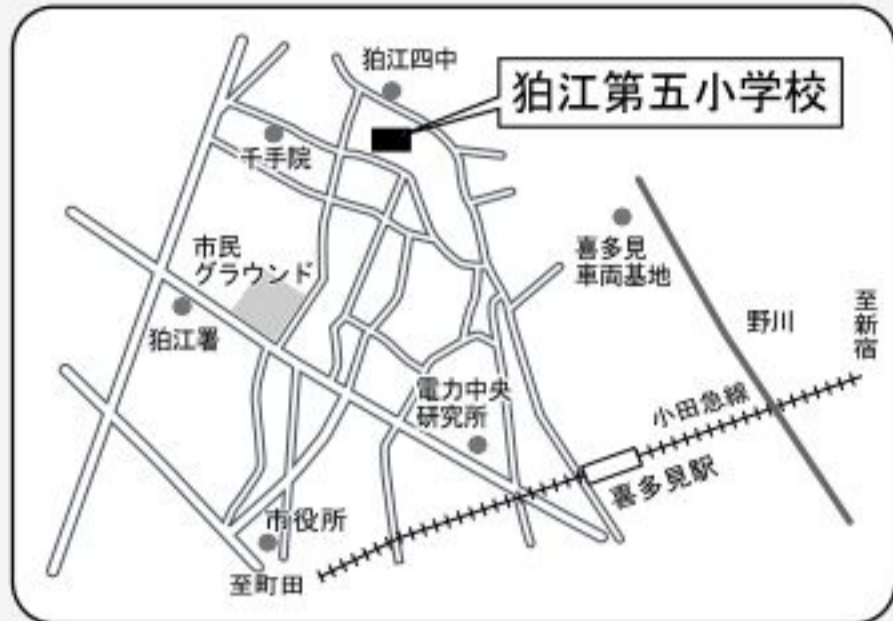 狛江四中
狛江第五小学校
千手院
市民
グラウンド
喜多見
車両基地
至新宿
野川
狛江署
電力中央
研究所
小田急線
喜多見駅
市役所
至町田